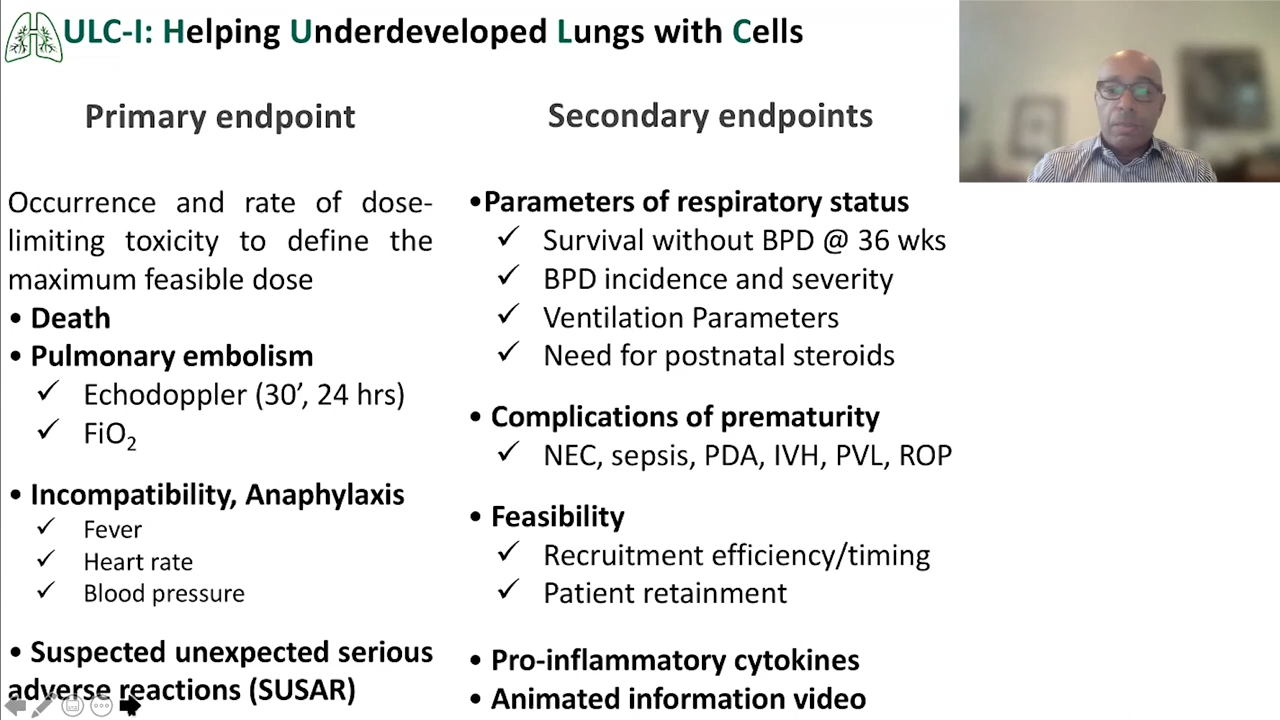 ULC-I: Helping Underdeveloped Lungs with Cells
Primary endpoint
Occurrence and rate of dose-
limiting toxicity to define the
maximum feasible dose
• Death
• Pulmonary embolism
✓ Echodoppler (30’, 24 hrs)
✓ FiO₂
• Incompatibility, Anaphylaxis
✓ Fever
✓ Heart rate
✓ Blood pressure
• Suspected unexpected serious
adverse reactions (SUSAR)
Secondary endpoints
•Parameters of respiratory status
✓ Survival without BPD @ 36 wks
✓ BPD incidence and severity
✓ Ventilation Parameters
✓ Need for postnatal steroids
• Complications of prematurity
✓ NEC, sepsis, PDA, IVH, PVL, ROP
• Feasibility
✓ Recruitment efficiency/timing
✓ Patient retainment
• Pro-inflammatory cytokines
• Animated information video